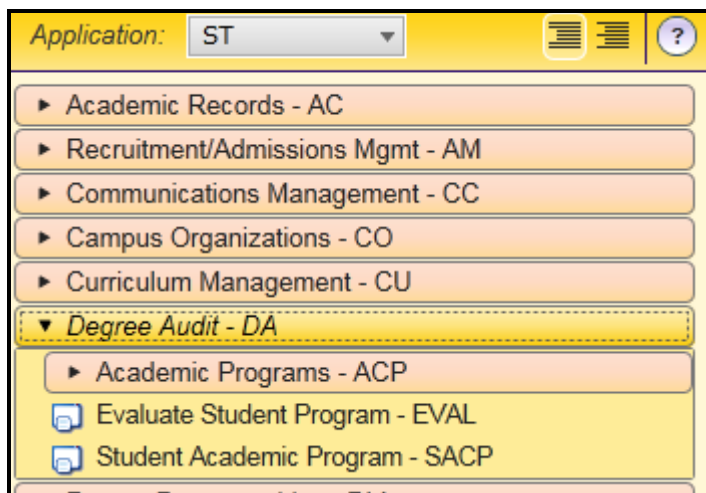 Application: ST ?
Academic Records - AC
Recruitment/Admissions Mgmt - AM
Communications Management - CC
Campus Organizations - CO
Curriculum Management - CU
Degree Audit - DA
Academic Programs - ACP
Evaluate Student Program - EVAL
Student Academic Program - SACP